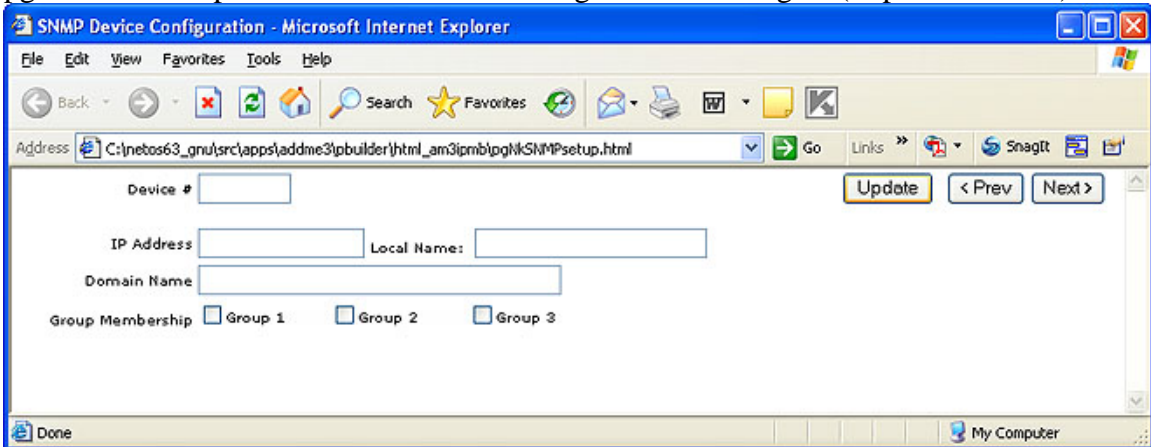 SNMP Device Configuration - Microsoft Internet Explorer
File Edit View Favorites Tools Help
Back Search Favorites
Address C:\netos63_gnu\src\apps\addme3\pbuilder\html_am3ipmb\pgNkSNMPsetup.html Go Links » SnagIt
Device # Update < Prev Next >
IP Address Local Name:
Domain Name
Group Membership Group 1 Group 2 Group 3
Done My Computer